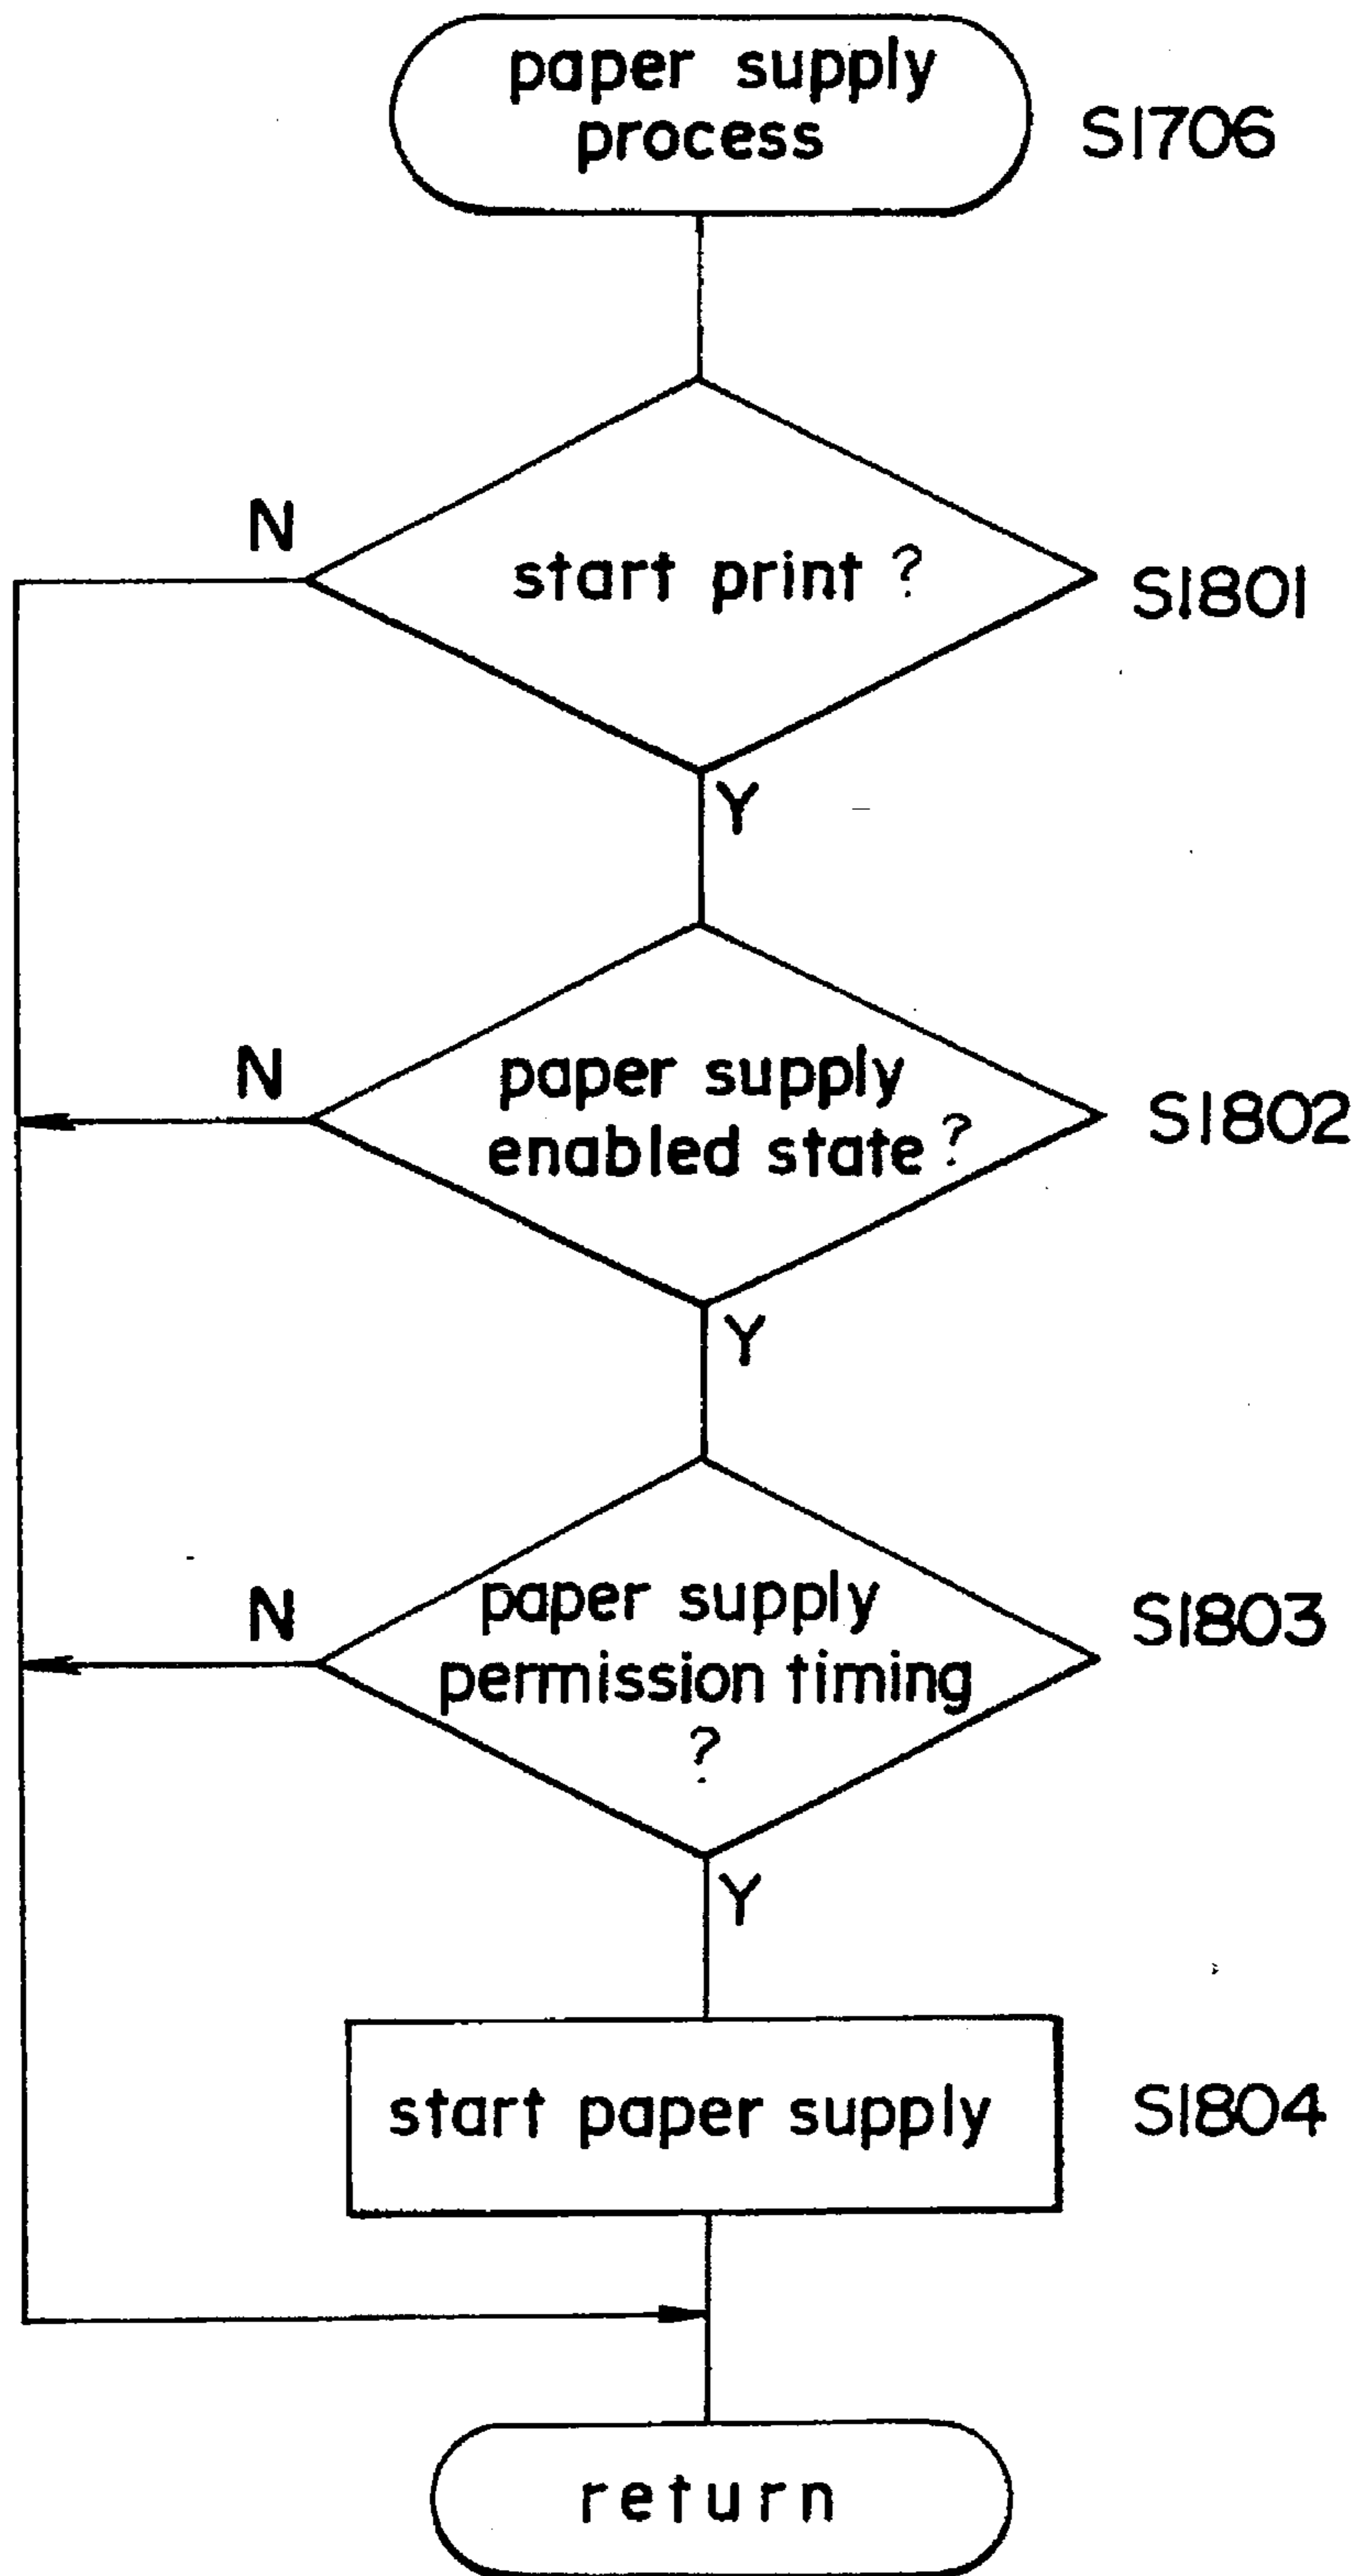 paper supply
process
S1706
start print ?
N
S1801
Y
paper supply
enabled state ?
N
S1802
Y
paper supply
permission timing
?
N
S1803
Y
start paper supply
S1804
return